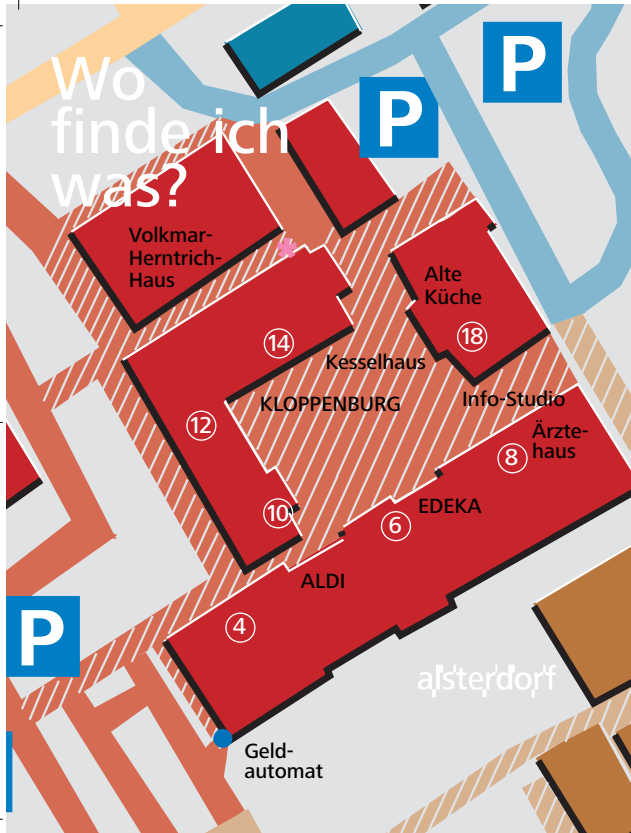 Wo
finde ich
was?
P
P
Volkmar-
Herntrich-
Haus
Alte
Küche
18
14
Kesselhaus
KLOPPENBURG
Info-Studio
12
Ärzte-
haus
8
10
EDEKA
6
ALDI
4
P
alsterdorf
Geld-
automat